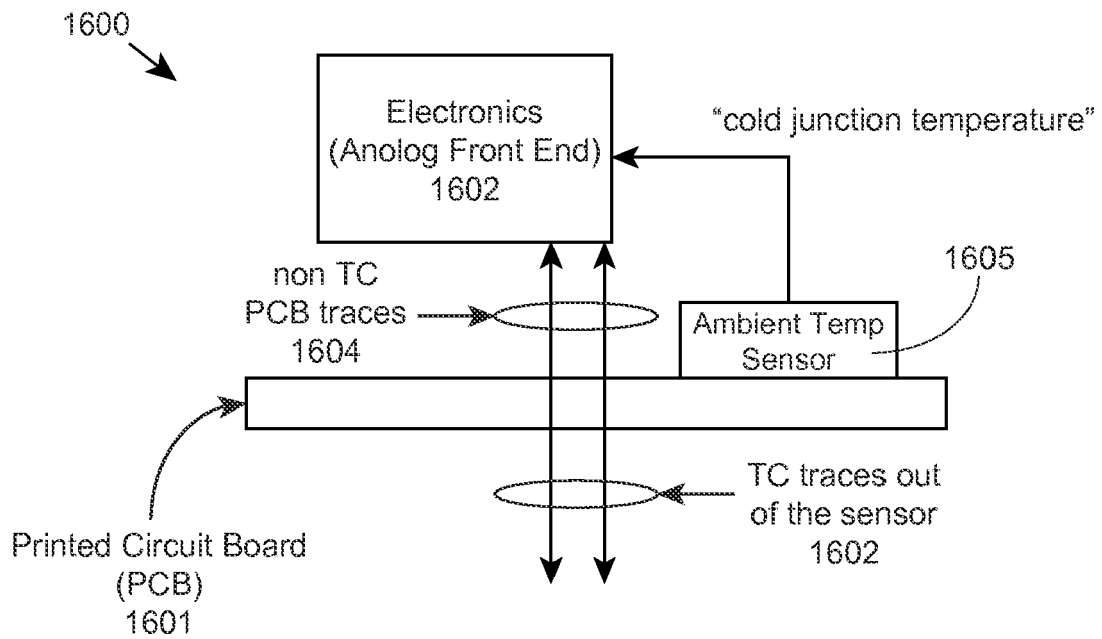 1600
Electronics
(Anolog Front End)
1602
"cold junction temperature"
non TC
PCB traces
1604
1605
Ambient Temp
Sensor
TC traces out
of the sensor
1602
Printed Circuit Board
(PCB)
1601